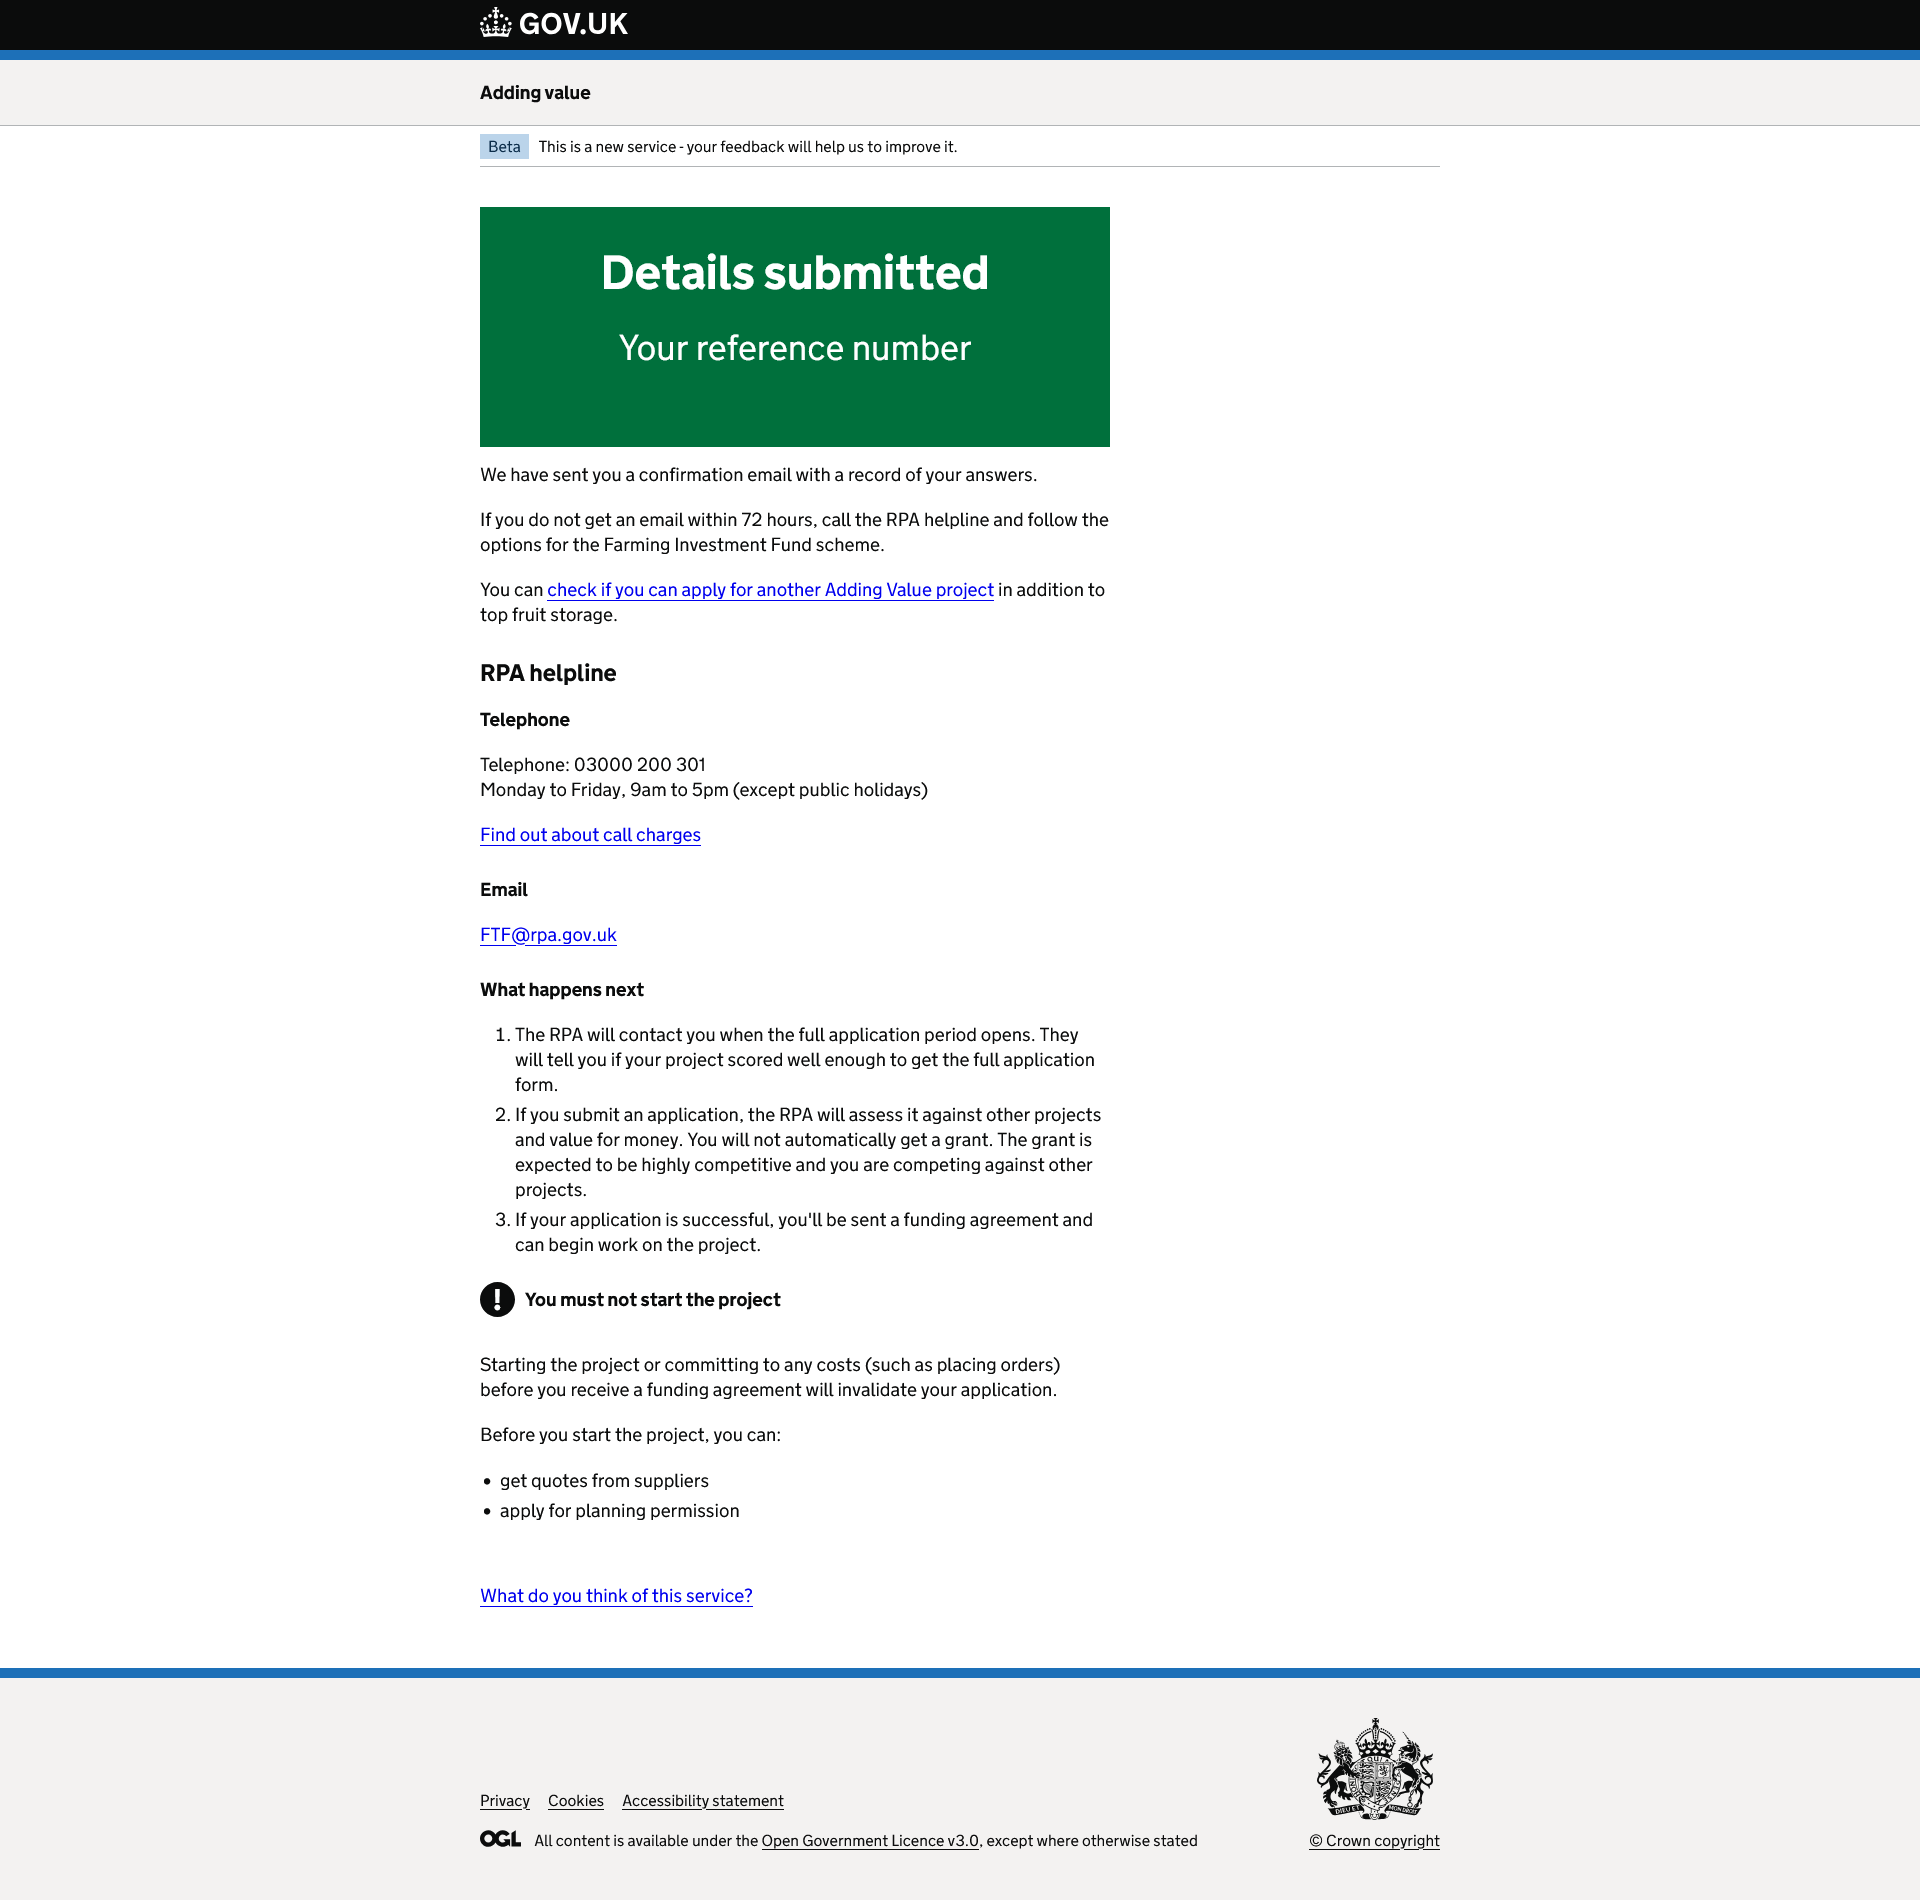 GOV.UK
Adding value
Beta This is a new service - your feedback will help us to improve it.
Details submitted
Your reference number
We have sent you a confirmation email with a record of your answers.
If you do not get an email within 72 hours, call the RPA helpline and follow the
options for the Farming Investment Fund scheme.
You can check if you can apply for another Adding Value project in addition to
top fruit storage.
RPA helpline
Telephone
Telephone: 03000 200 301
Monday to Friday, 9am to 5pm (except public holidays)
Find out about call charges
Email
FTF@rpa.gov.uk
What happens next
1. The RPA will contact you when the full application period opens. They
will tell you if your project scored well enough to get the full application
form.
2. If you submit an application, the RPA will assess it against other projects
and value for money. You will not automatically get a grant. The grant is
expected to be highly competitive and you are competing against other
projects.
3. If your application is successful, you'll be sent a funding agreement and
can begin work on the project.
! You must not start the project
Starting the project or committing to any costs (such as placing orders)
before you receive a funding agreement will invalidate your application.
Before you start the project, you can:
• get quotes from suppliers
• apply for planning permission
What do you think of this service?
Privacy Cookies Accessibility statement
OGL All content is available under the Open Government Licence v3.0, except where otherwise stated
© Crown copyright